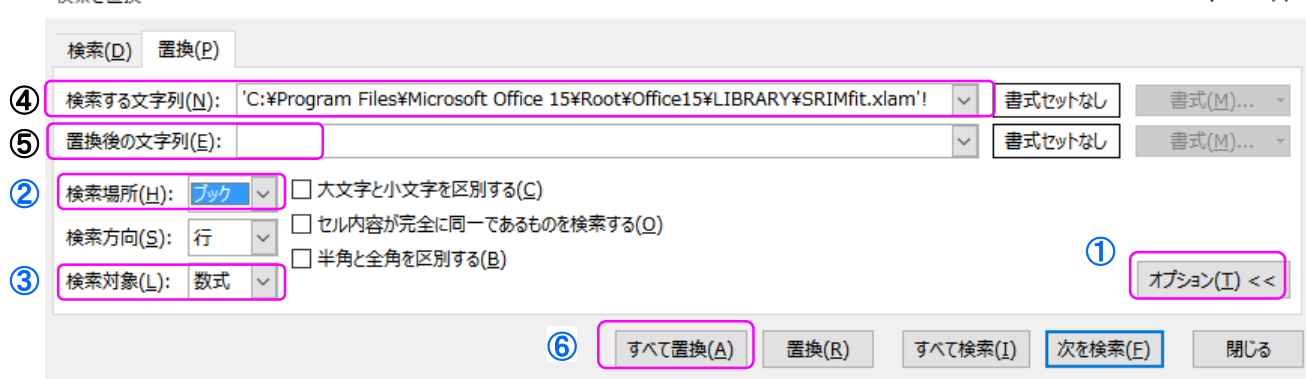 検索(D) 置換(P)
④ 検索する文字列(N): 'C:¥Program Files¥Microsoft Office 15¥Root¥Office15¥LIBRARY¥SRIMfit.xlam'! 書式セットなし 書式(M)...
⑤ 置換後の文字列(E): 書式セットなし 書式(M)...
② 検索場所(H): ブック 大文字と小文字を区別する(C)
セル内容が完全に同一であるものを検索する(O)
検索方向(S): 行
半角と全角を区別する(B)
①
③ 検索対象(L): 数式 オプション(T) <<
⑥ すべて置換(A) 置換(R) すべて検索(I) 次を検索(F) 閉じる